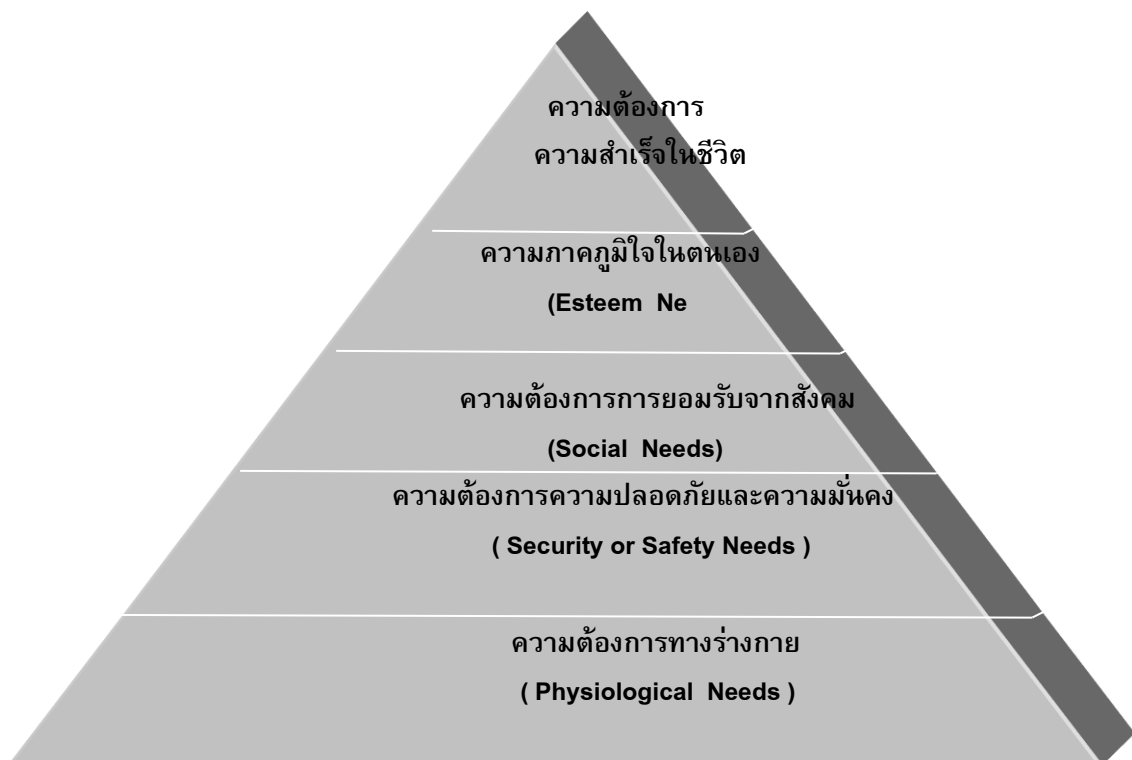 ความต้องการ
ความสำเร็จในชีวิต
ความภาคภูมิใจในตนเอง
(Esteem Ne
ความต้องการการยอมรับจากสังคม
(Social Needs)
ความต้องการความปลอดภัยและความมั่นคง
( Security or Safety Needs )
ความต้องการทางร่างกาย
( Physiological Needs )